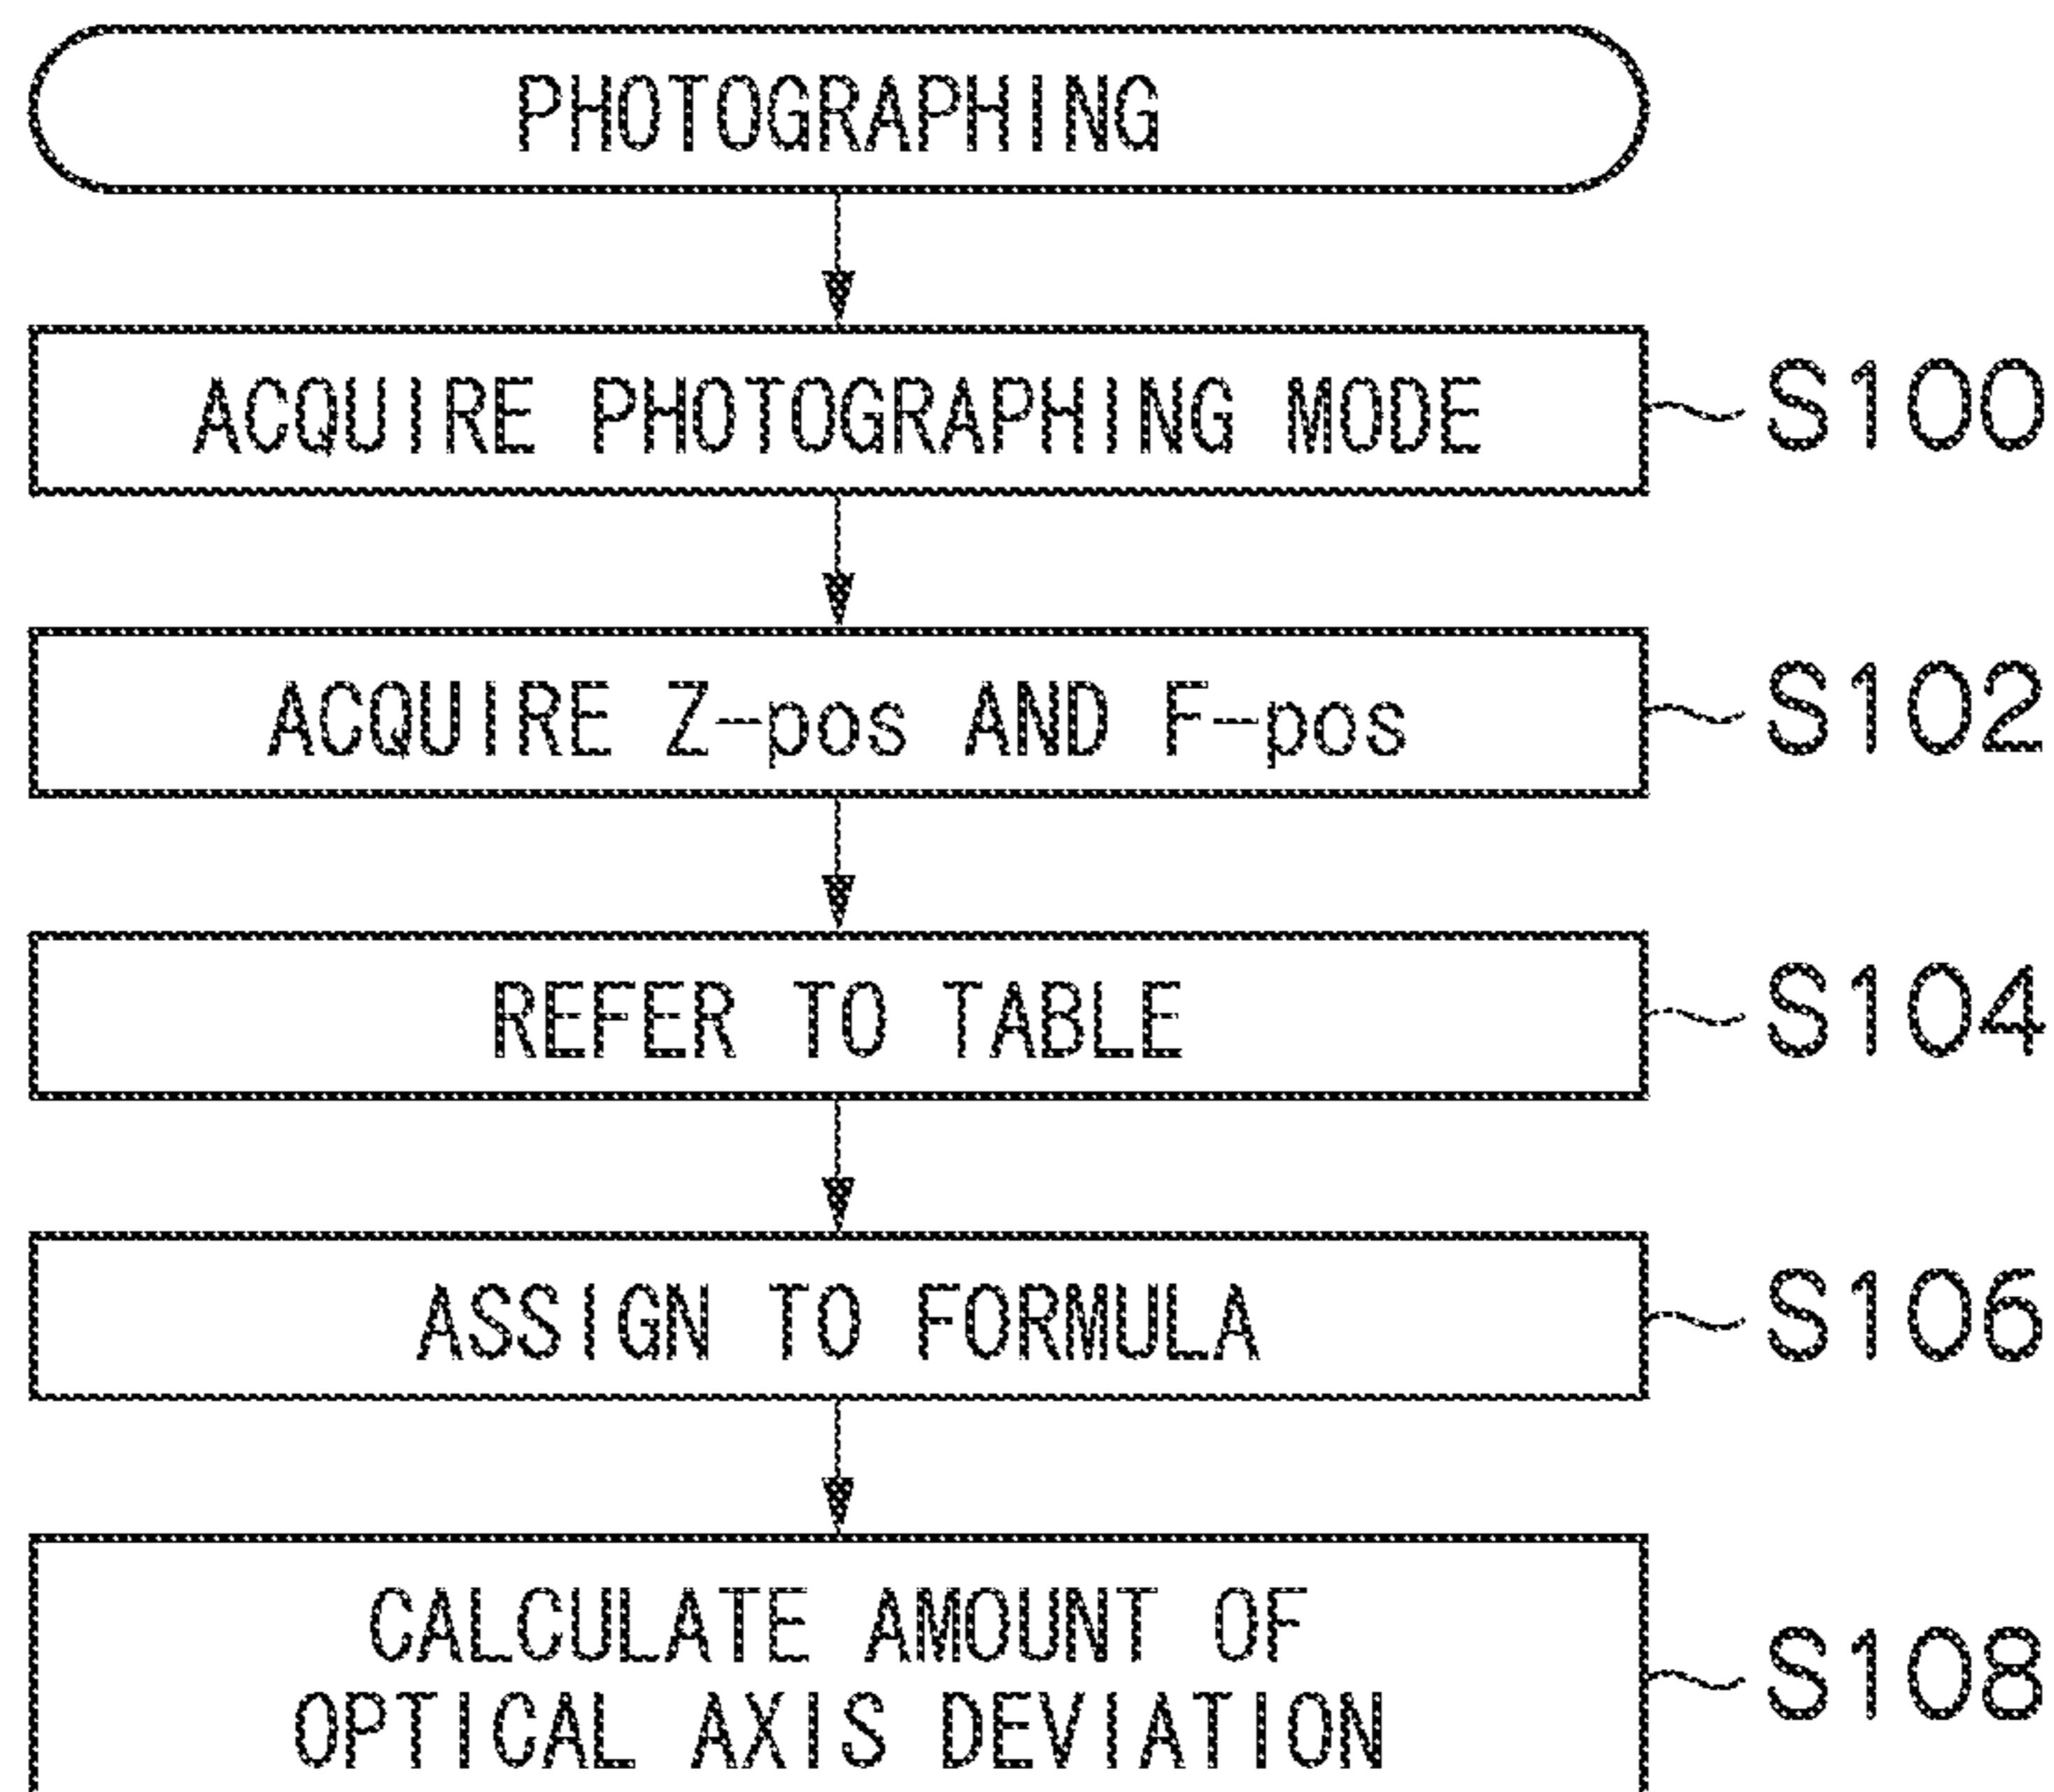 PHOTOGRAPHING
ACQUIRE PHOTOGRAPHING MODE
S100
ACQUIRE Z-pos AND F-pos
S102
REFER TO TABLE
S104
ASSIGN TO FORMULA
S106
CALCULATE AMOUNT OF
OPTICAL AXIS DEVIATION
S108